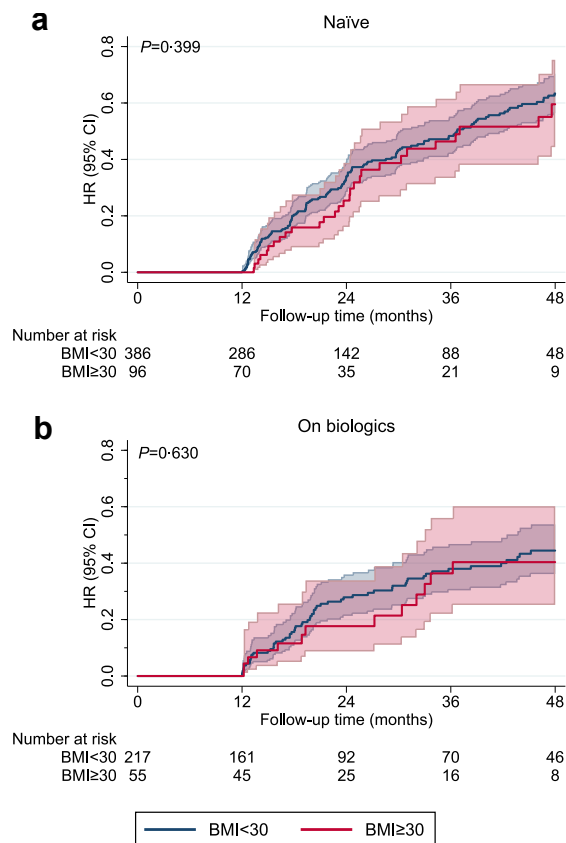 a
Naïve
P=0·399
HR (95% CI)
0.8
0.6
0.4
0.2
0.0
0 12 24 36 48
Follow-up time (months)
Number at risk
BMI<30 386 286 142 88 48
BMI≥30 96 70 35 21 9
b
On biologics
P=0·630
HR (95% CI)
0.8
0.6
0.4
0.2
0.0
0 12 24 36 48
Follow-up time (months)
Number at risk
BMI<30 217 161 92 70 46
BMI≥30 55 45 25 16 8
BMI<30 BMI≥30